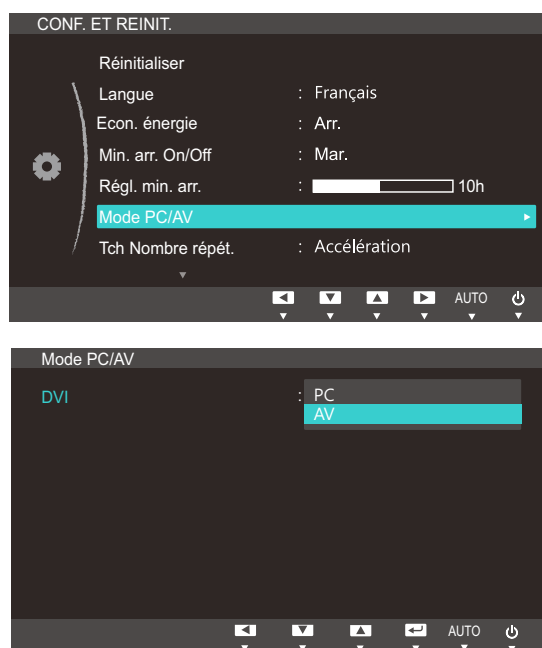 CONF. ET REINIT.
Réinitialiser
Langue : Français
Econ. énergie : Arr.
Min. arr. On/Off : Mar.
Régl. min. arr. : 10h
Mode PC/AV
Tch Nombre répét. : Accélération
AUTO
Mode PC/AV
DVI : PC
AV
AUTO